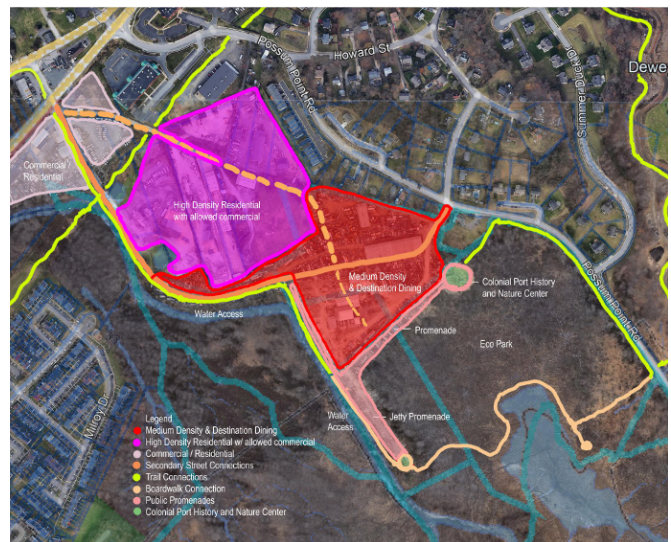 Possum Point Rd
Howard St
Dewe
Commercial /
Residential
High Density Residential
with allowed commercial
Medium Density
& Destination Dining
Colonial Port History
and Nature Center
Possum Point Rd
Water Access
Promenade
Eco Park
Milroy D
Water
Access
Jetty Promenade
Legend
Medium Density & Destination Dining
High Density Residential w/ allowed commercial
Commercial / Residential
Secondary Street Connections
Trail Connections
Boardwalk Connection
Public Promenades
Colonial Port History and Nature Center